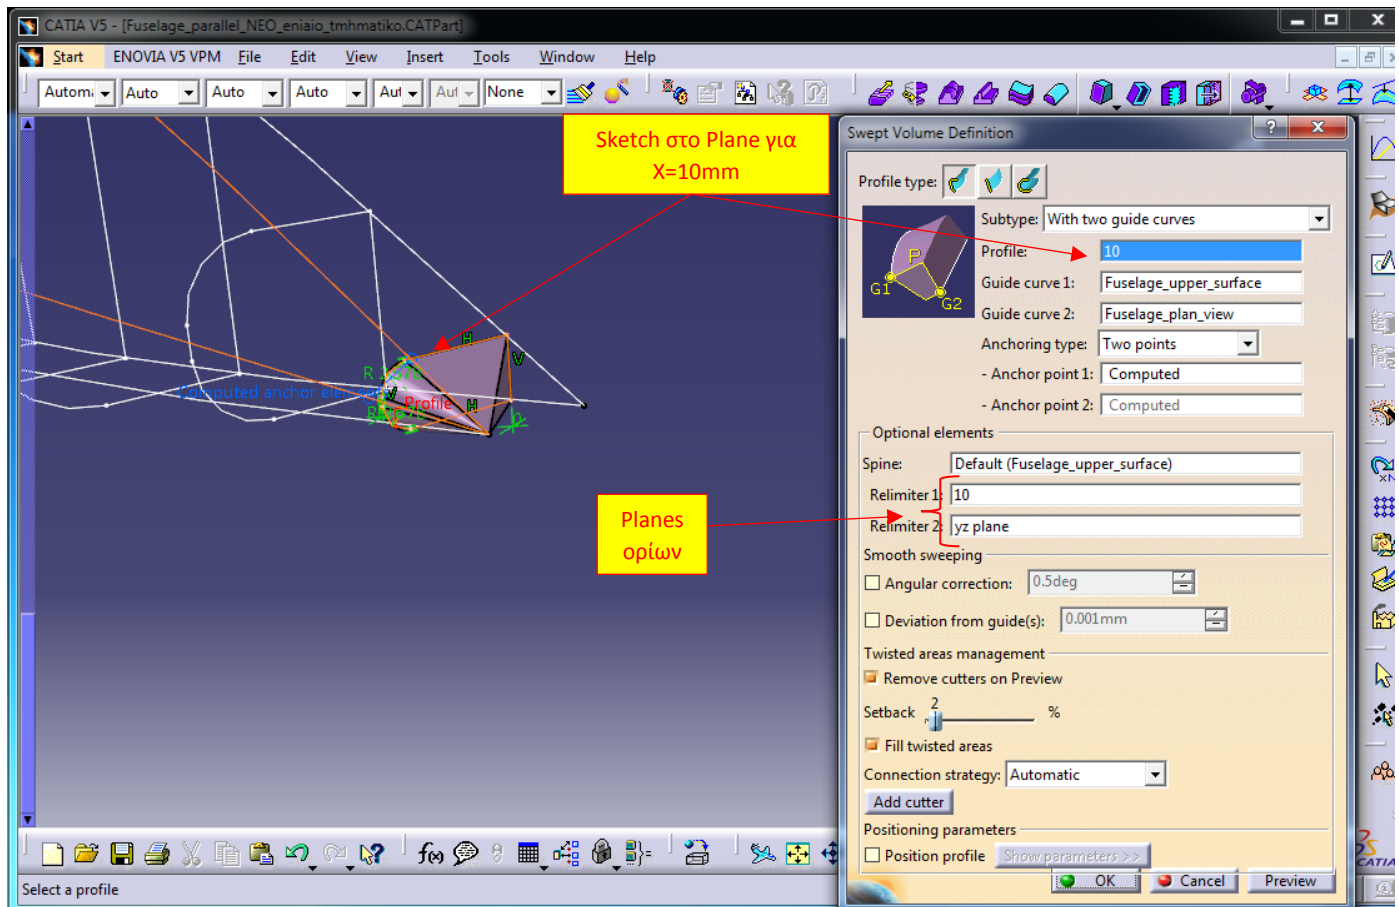 CATIA V5 - [Fuselage_parallel_NEO_eniaio_tmhmatiko.CATPart]
Start ENOVIA V5 VPM File Edit View Insert Tools Window Help
Auto Auto Auto None
Sketch στο Plane για
X=10mm
Computed anchor
Profile
H
V
H
Planes
ορίων
Select a profile
Swept Volume Definition
Profile type:
P
G1
G2
Subtype: With two guide curves
Profile: 10
Guide curve 1: Fuselage_upper_surface
Guide curve 2: Fuselage_plan_view
Anchoring type: Two points
- Anchor point 1: Computed
- Anchor point 2: Computed
Optional elements
Spine: Default (Fuselage_upper_surface)
Relimiter 1: 10
Relimiter 2: yz plane
Smooth sweeping
Angular correction: 0.5deg
Deviation from guide(s): 0.001mm
Twisted areas management
Remove cutters on Preview
Setback 2 %
Fill twisted areas
Connection strategy: Automatic
Add cutter
Positioning parameters
Position profile Show parameters >>
OK Cancel Preview
CATIA